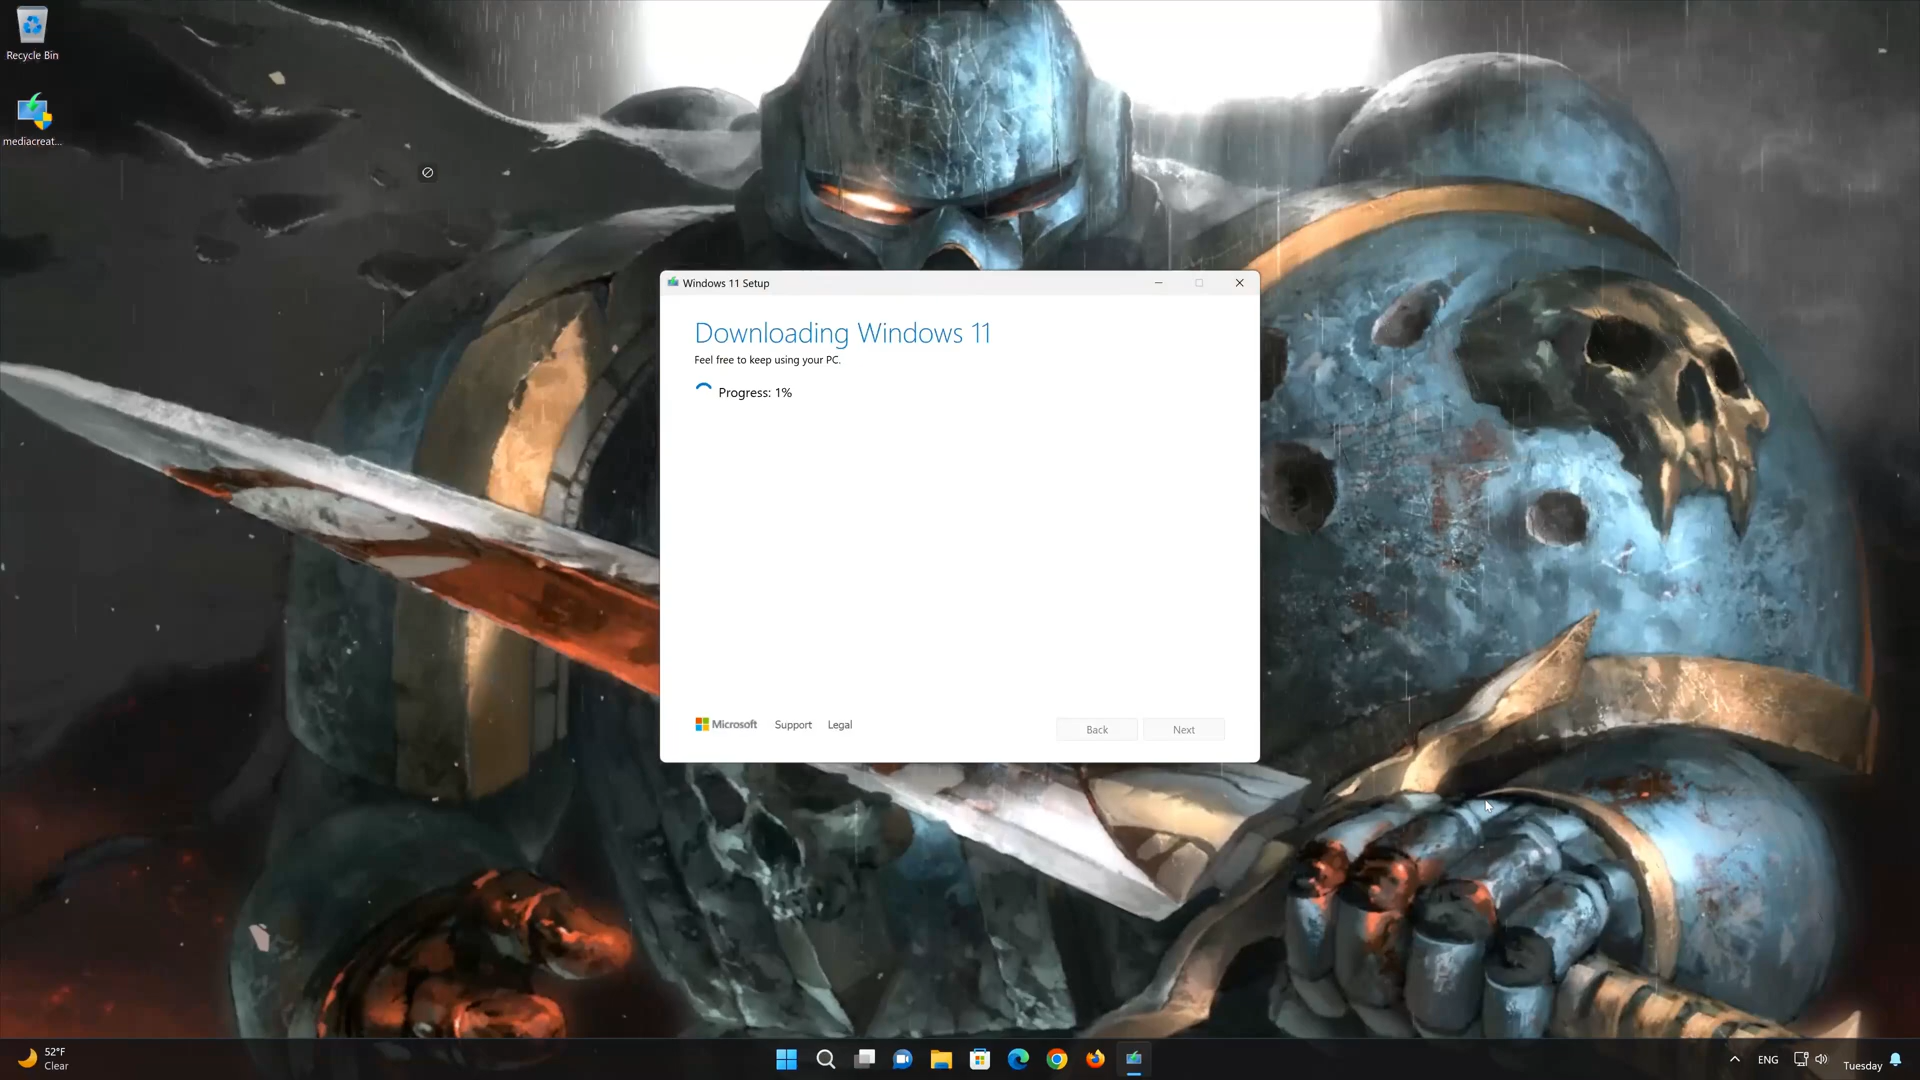 Recycle Bin
mediacreat...
Windows 11 Setup
Downloading Windows 11
Feel free to keep using your PC.
Progress: 1%
Microsoft
Support
Legal
Back
Next
52°F
Clear
ENG
Tuesday